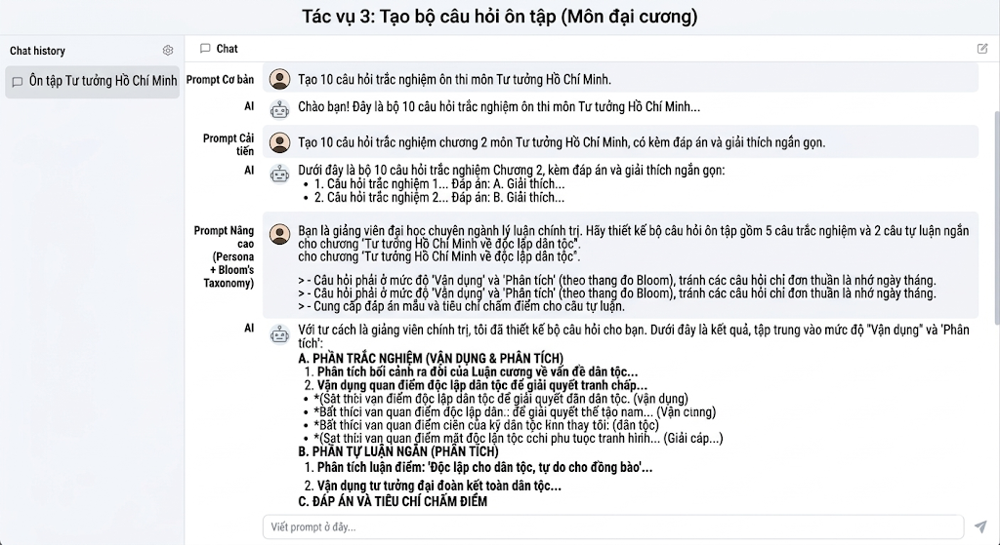 Tác vụ 3: Tạo bộ câu hỏi ôn tập (Môn đại cương)
Chat history
Ôn tập Tư tưởng Hồ Chí Minh
Chat
Prompt Cơ bản
Tạo 10 câu hỏi trắc nghiệm ôn thi môn Tư tưởng Hồ Chí Minh.
AI
Chào bạn! Đây là bộ 10 câu hỏi trắc nghiệm ôn thi môn Tư tưởng Hồ Chí Minh...
Prompt Cải
tiến
Tạo 10 câu hỏi trắc nghiệm chương 2 môn Tư tưởng Hồ Chí Minh, có kèm đáp án và giải thích ngắn gọn.
AI
Dưới đây là bộ 10 câu hỏi trắc nghiệm Chương 2, kèm đáp án và giải thích ngắn gọn:
• 1. Câu hỏi trắc nghiệm 1... Đáp án: A. Giải thích...
• 2. Câu hỏi trắc nghiệm 2... Đáp án: B. Giải thích...
Prompt Nâng
cao
(Persona
+ Bloom's
Taxonomy)
Bạn là giảng viên đại học chuyên ngành lý luận chính trị. Hãy thiết kế bộ câu hỏi ôn tập gồm 5 câu trắc nghiệm và 2 câu tự luận ngắn
cho chương 'Tư tưởng Hồ Chí Minh về độc lập dân tộc".
cho chương 'Tư tưởng Hồ Chí Minh về độc lập dân tộc".
> - Câu hỏi phải ở mức độ 'Vận dụng' và 'Phân tích' (theo thang đo Bloom), tránh các câu hỏi chỉ đơn thuần là nhớ ngày tháng.
> - Câu hỏi phải ở mức độ 'Vận dụng' và 'Phân tích' (theo thang đo Bloom), tránh các câu hỏi chỉ đơn thuần là nhớ ngày tháng.
> - Cung cấp đáp án mẫu và tiêu chí chấm điểm cho câu tự luận.
AI
Với tư cách là giảng viên chính trị, tôi đã thiết kế bộ câu hỏi cho bạn. Dưới đây là kết quả, tập trung vào mức độ "Vận dụng" và 'Phân
tích':
A. PHẦN TRẮC NGHIỆM (VẬN DỤNG & PHÂN TÍCH)
1. Phân tích bối cảnh ra đời của Luận cương về vấn đề dân tộc...
2. Vận dụng quan điểm độc lập dân tộc để giải quyết tranh chấp...
• *(Sât thời vạn điểm độc lập dân tộc để giải quyết dân tộc. (vận dụng)
• *Bất quan điểm độc lập dân.: để giải quyết thế tạo nam... (Vận
• *Bất van quan điểm của kỹ dân tộc thay tôi: (dân tộc)
• *(Sạt van quan điểm mặt độc tộc phu tuộc tranh hình... (Giải cáp...)
B. PHẦN TỰ LUẬN NGẮN (PHÂN TÍCH)
1. Phân tích luận điểm: 'Độc lập cho dân tộc, tự do cho đồng bào'...
2. Vận dụng tư tưởng đại đoàn kết toàn dân tộc...
C. ĐÁP ÁN VÀ TIÊU CHÍ CHẤM ĐIỂM
Viết prompt ở đây...